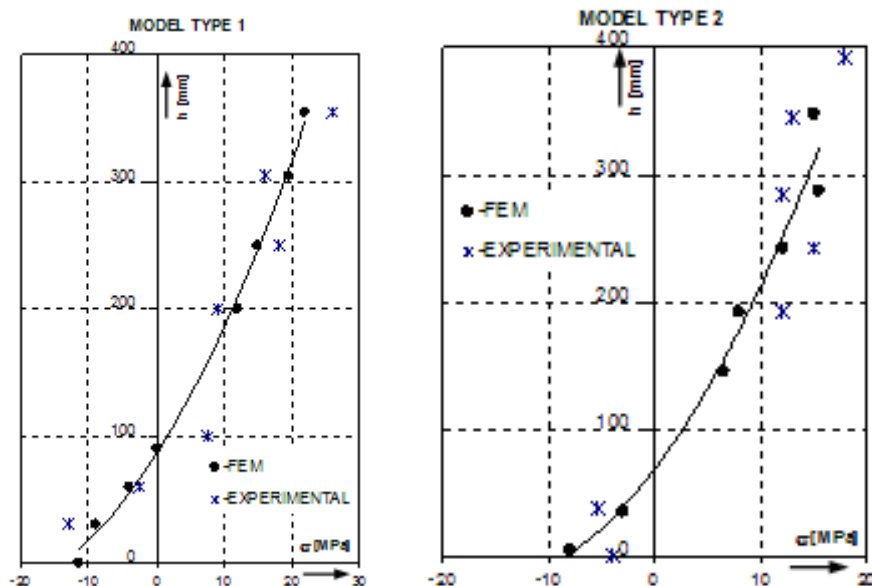 MODEL TYPE 1
400
h [mm]
300
200
100
-FEM
-EXPERIMENTAL
0
σ [MPa]
-20
-10
0
10
20
30
MODEL TYPE 2
400
h [mm]
300
-FEM
-EXPERIMENTAL
200
100
0
σ [MPa]
-20
-10
0
10
20